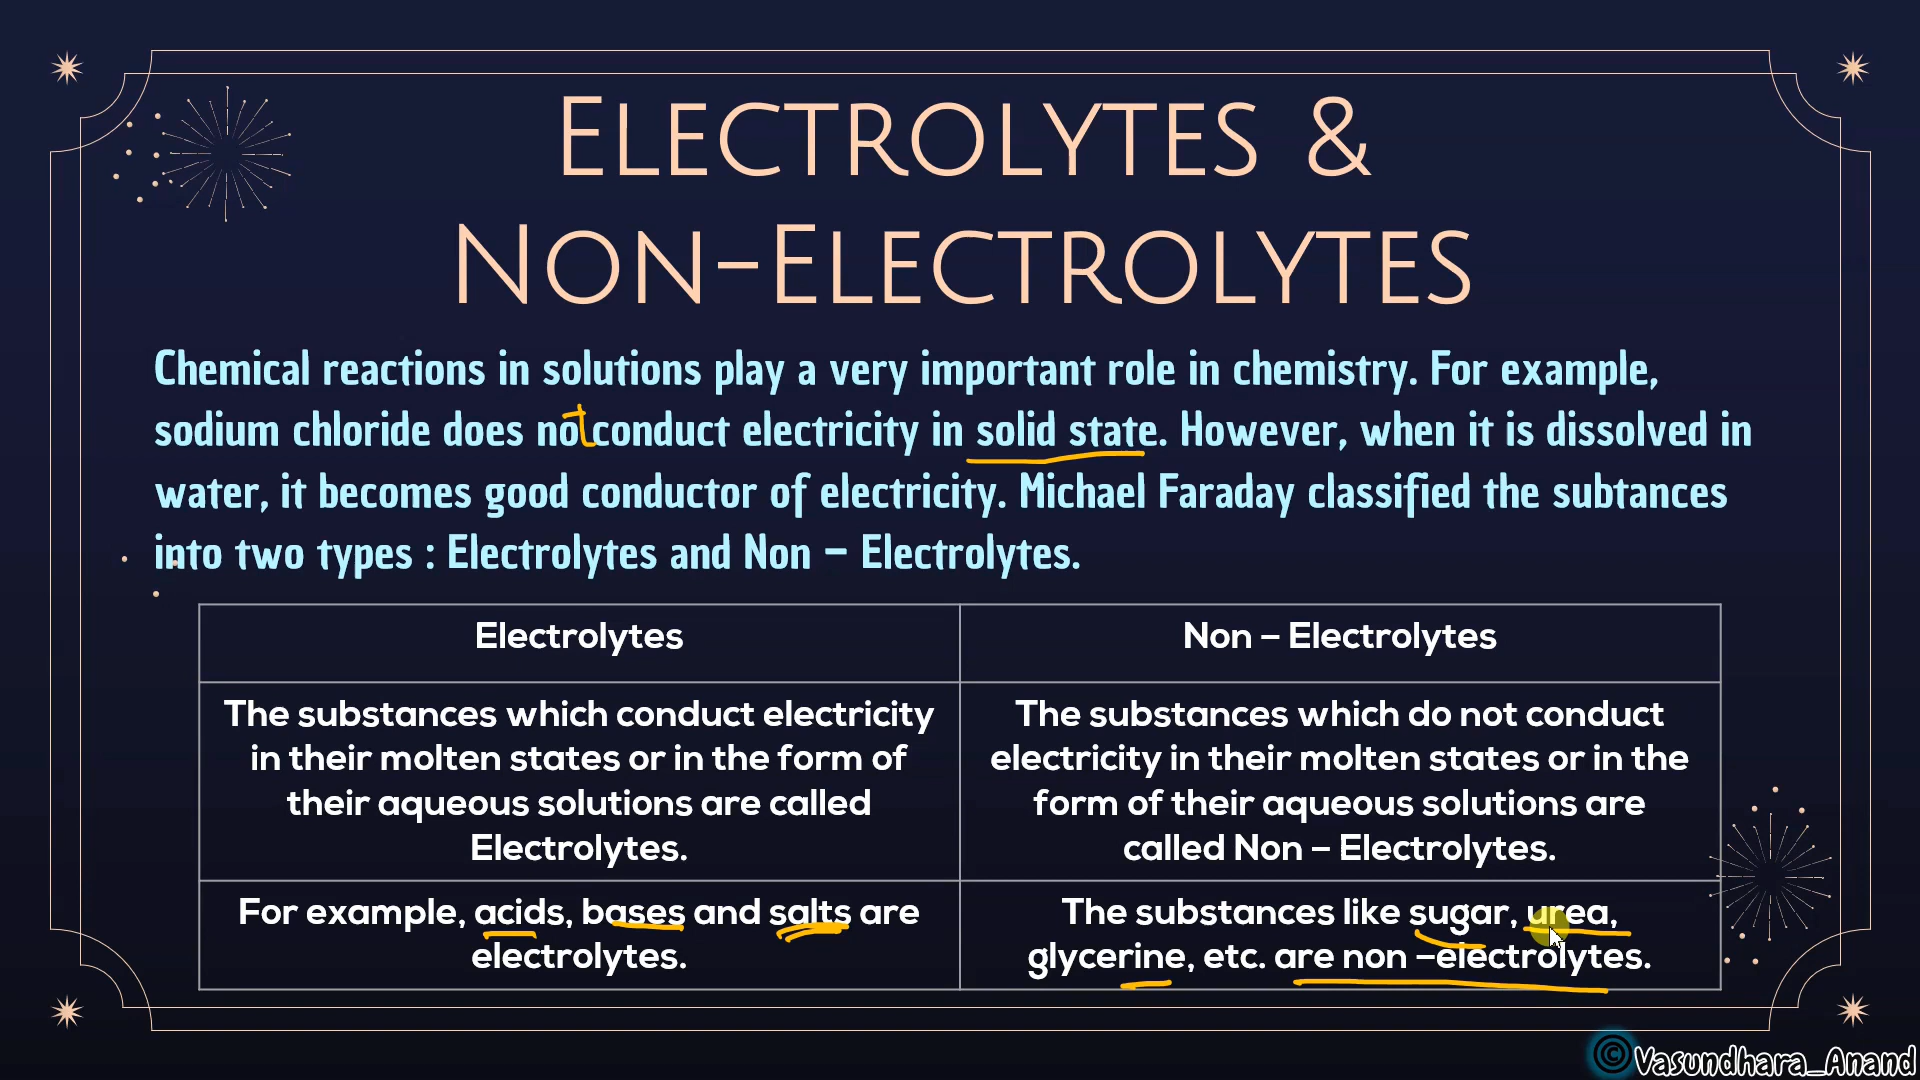 ELECTROLYTES &
NON-ELECTROLYTES
Chemical reactions in solutions play a very important role in chemistry. For example,
sodium chloride does not conduct electricity in solid state. However, when it is dissolved in
water, it becomes good conductor of electricity. Michael Faraday classified the subtances
into two types : Electrolytes and Non – Electrolytes.
Electrolytes
The substances which conduct electricity
in their molten states or in the form of
their aqueous solutions are called
Electrolytes.
For example, acids, bases and salts are
electrolytes.
Non – Electrolytes
The substances which do not conduct
electricity in their molten states or in the
form of their aqueous solutions are
called Non – Electrolytes.
The substances like sugar, urea,
glycerine, etc. are non –electrolytes.
© Vasundhara_Anand